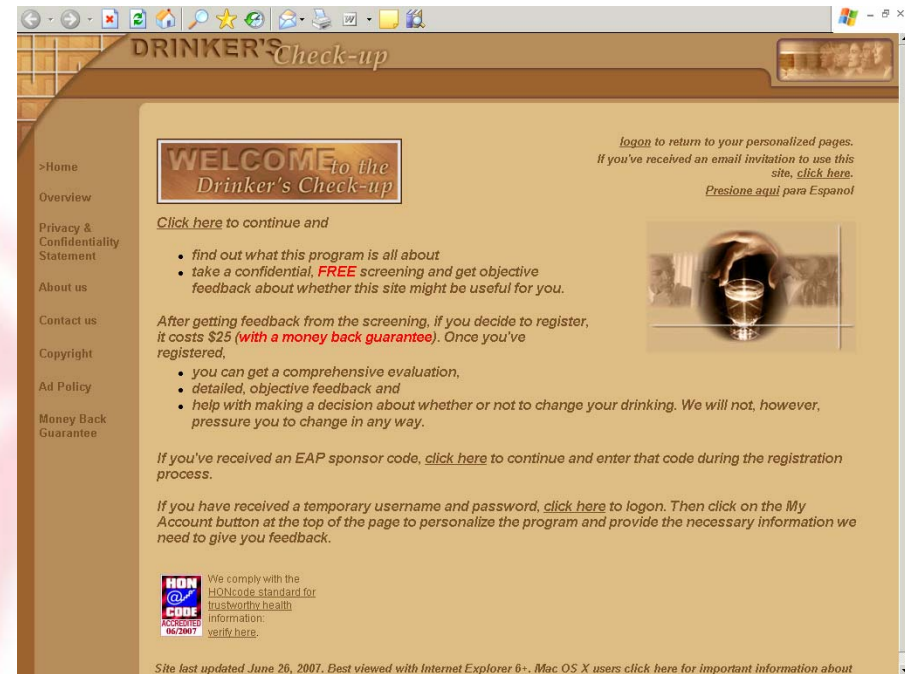 DRINKER'S Check-up
logon to return to your personalized pages.
If you've received an email invitation to use this
site, click here.
Presione aqui para Espanol
>Home
Overview
Privacy &
Confidentiality
Statement
About us
Contact us
Copyright
Ad Policy
Money Back
Guarantee
WELCOME to the
Drinker's Check-up
Click here to continue and
• find out what this program is all about
• take a confidential, FREE screening and get objective
feedback about whether this site might be useful for you.
After getting feedback from the screening, if you decide to register,
it costs $25 (with a money back guarantee). Once you've
registered,
• you can get a comprehensive evaluation,
• detailed, objective feedback and
• help with making a decision about whether or not to change your drinking. We will not, however,
pressure you to change in any way.
If you've received an EAP sponsor code, click here to continue and enter that code during the registration
process.
If you have received a temporary username and password, click here to logon. Then click on the My
Account button at the top of the page to personalize the program and provide the necessary information we
need to give you feedback.
HON
@
CODE
ACCREDITED
06/2007
We comply with the
HONcode standard for
trustworthy health
information:
verify here.
Site last updated June 26, 2007. Best viewed with Internet Explorer 6+. Mac OS X users click here for important information about